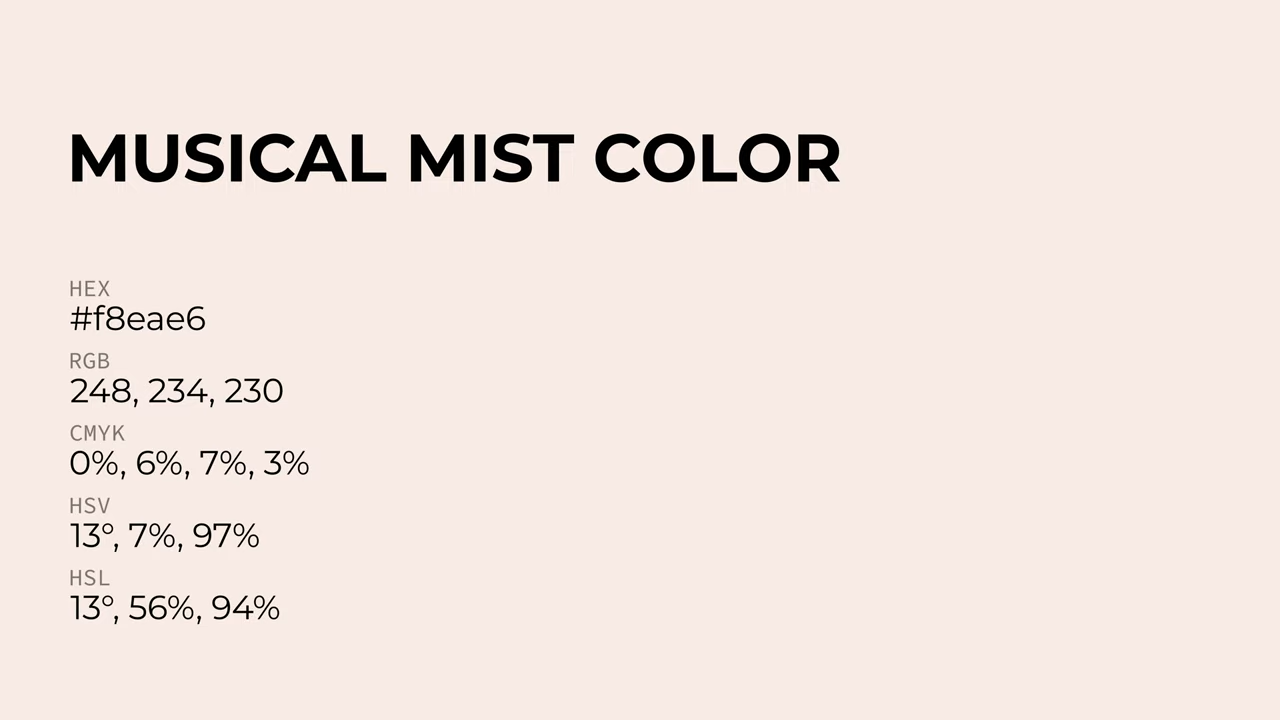 MUSICAL MIST COLOR
HEX
#f8eae6
RGB
248, 234, 230
CMYK
0%, 6%, 7%, 3%
HSV
13°, 7%, 97%
HSL
13°, 56%, 94%